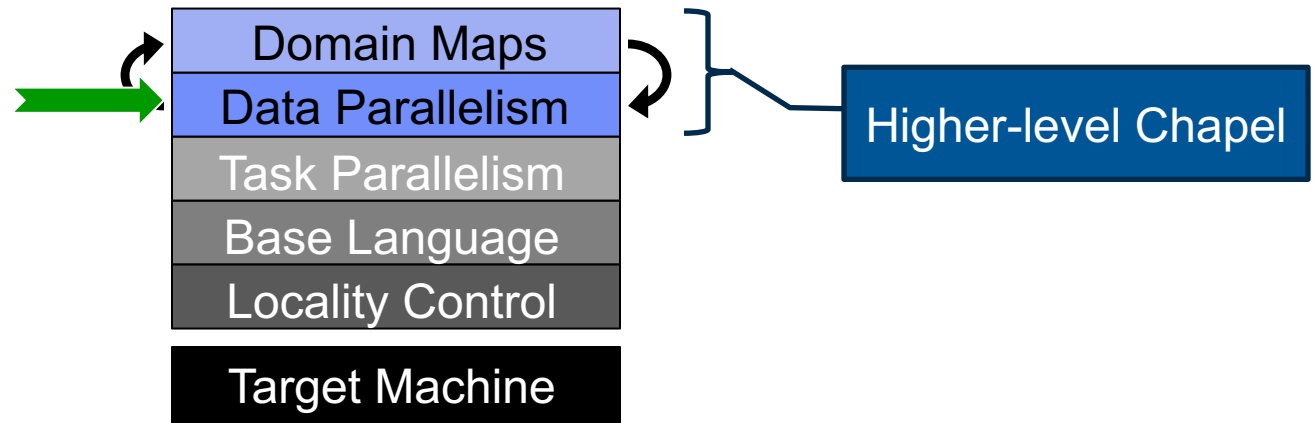 Domain Maps
Data Parallelism
Higher-level Chapel
Task Parallelism
Base Language
Locality Control
Target Machine